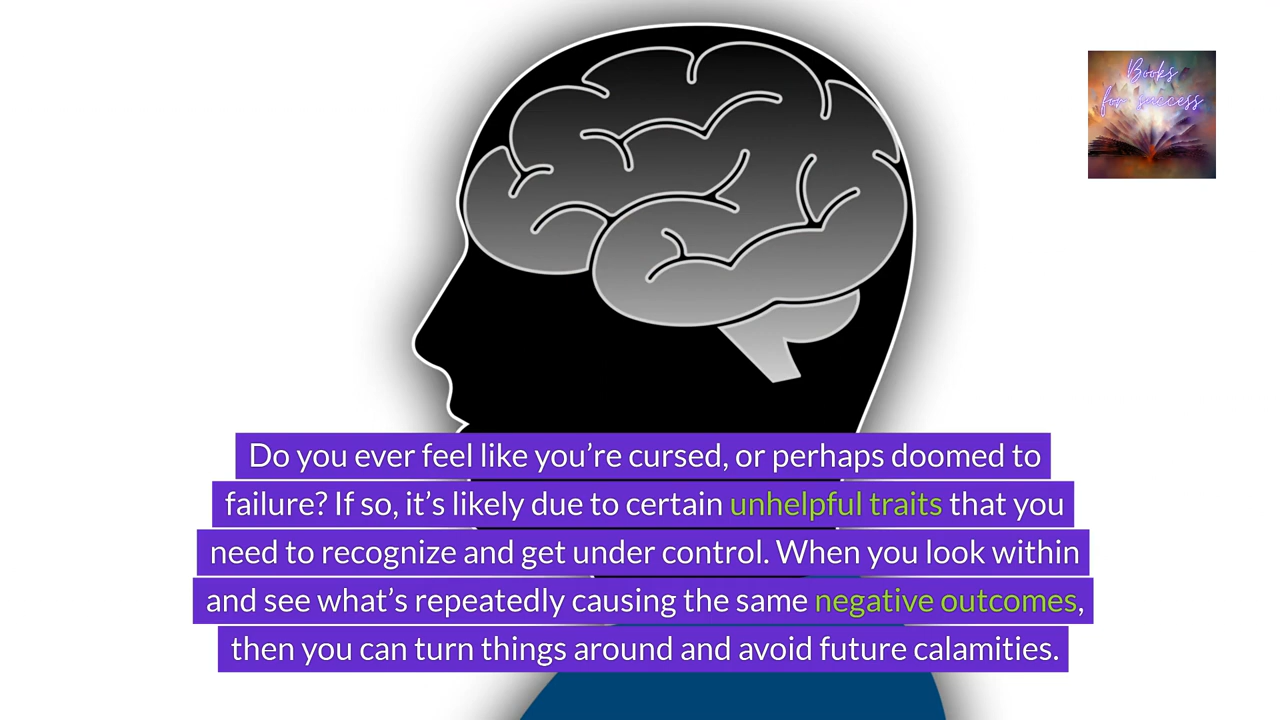 Books
for success
Do you ever feel like you’re cursed, or perhaps doomed to
failure? If so, it’s likely due to certain unhelpful traits that you
need to recognize and get under control. When you look within
and see what’s repeatedly causing the same negative outcomes,
then you can turn things around and avoid future calamities.